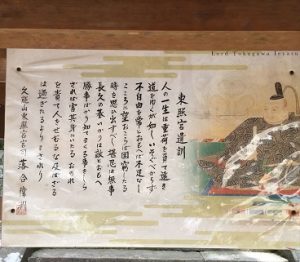 Lord Tokugawa Ieyasu
東照宮遺訓
人の一生は重荷を負て遠き
道をゆくが如し いそぐべからず
不自由を常とおもへば不足なし
こころに望おこらば困窮したる
時を思ひ出すべし 堪忍は無事
長久の基 いかりは敵とおもへ
勝事ばかり知てまくる事をしら
ざれば害其身にいたる おのれ
を責て人をせむるな 及ばざる
は過ぎたるよりまされり
久能山東照宮宮司